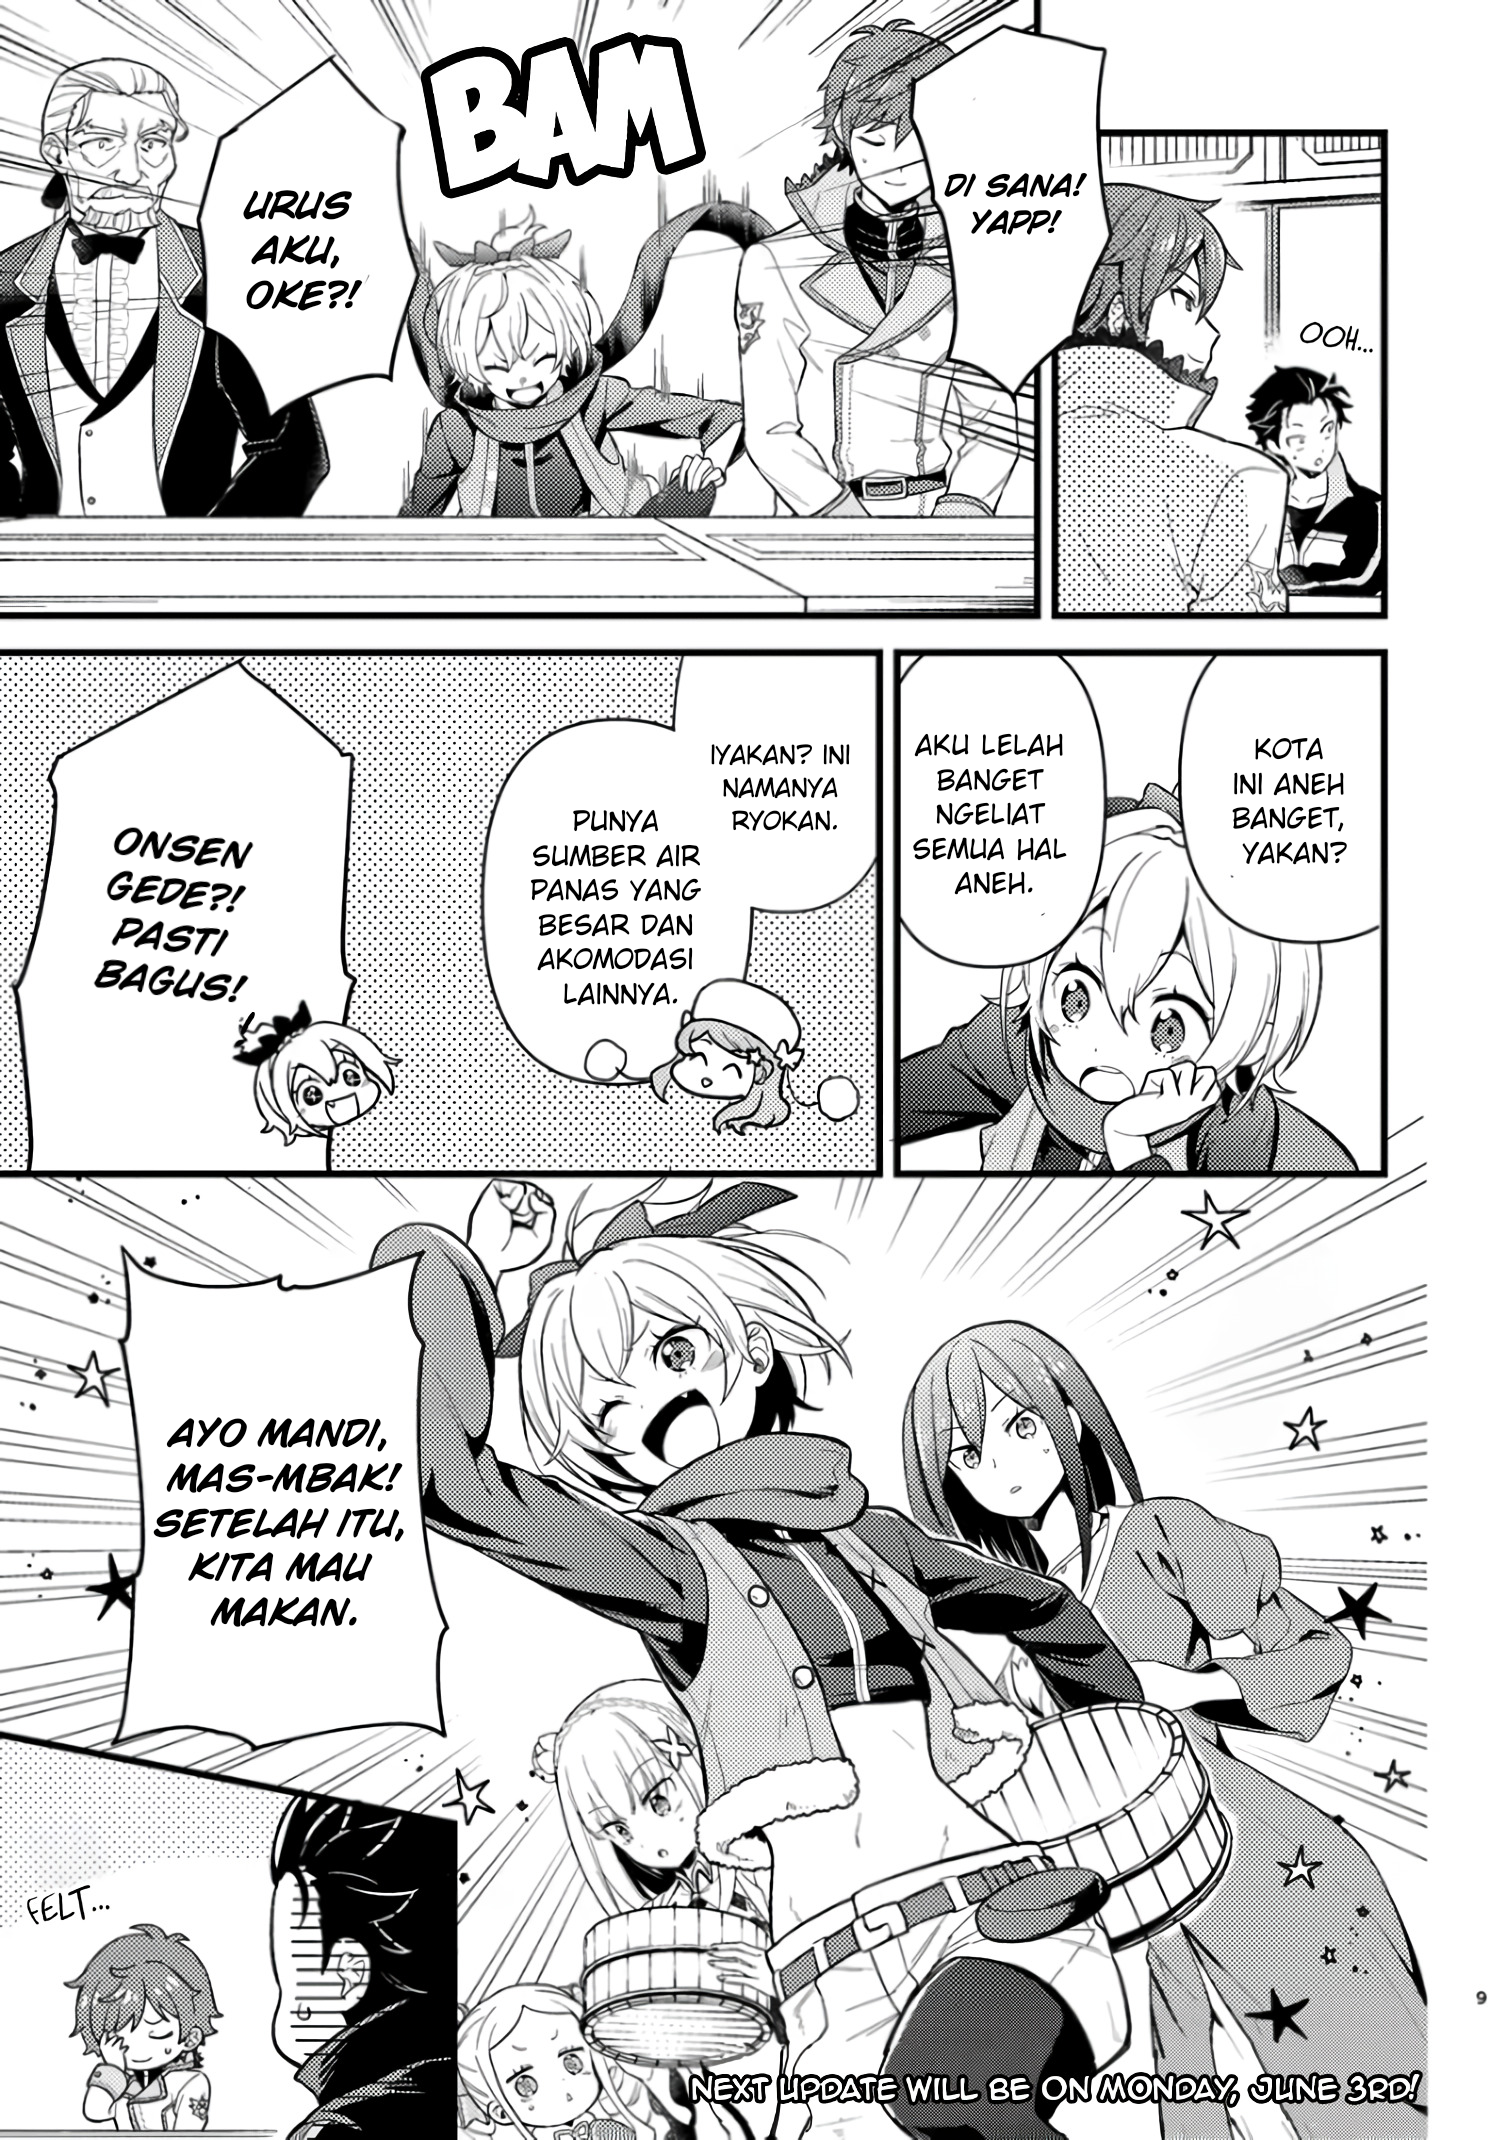 OOH...
DI SANA!
YAPP!
BAM
URUS
AKU,
OKE?!
KOTA
INI ANEH
BANGET,
YAKAN?
AKU LELAH
BANGET
NGELIAT
SEMUA HAL
ANEH.
IYAKAN? INI
NAMANYA
RYOKAN.
PUNYA
SUMBER AIR
PANAS YANG
BESAR DAN
AKOMODASI
LAINNYA.
ONSEN
GEDE?!
PASTI
BAGUS!
AYO MANDI,
MAS-MBAK!
SETELAH ITU,
KITA MAU
MAKAN.
FELT...
NEXT UPDATE WILL BE ON MONDAY, JUNE 3RD!
9